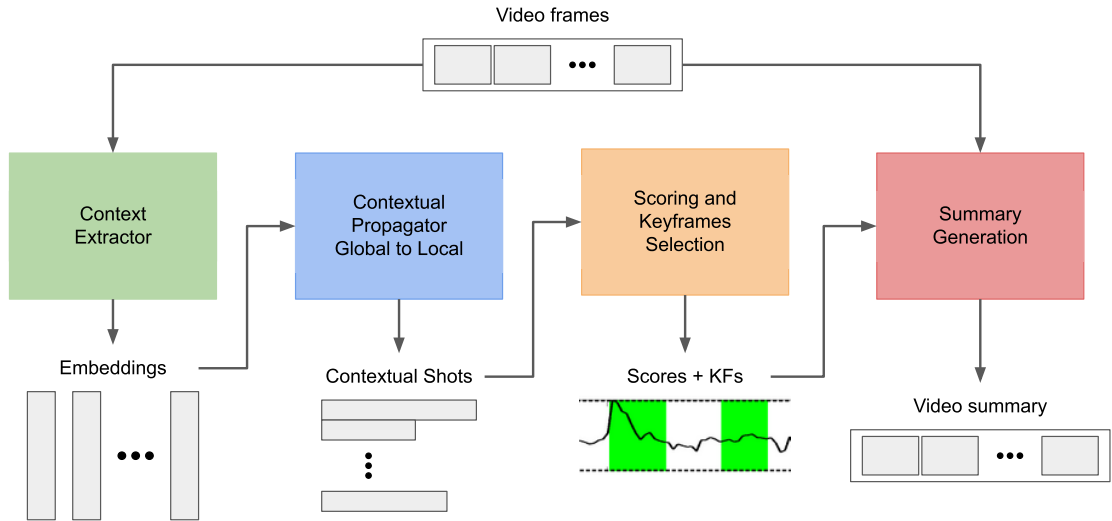 Video frames
Context
Extractor
Contextual
Propagator
Global to Local
Scoring and
Keyframes
Selection
Summary
Generation
Embeddings
Contextual Shots
Scores + KFs
Video summary